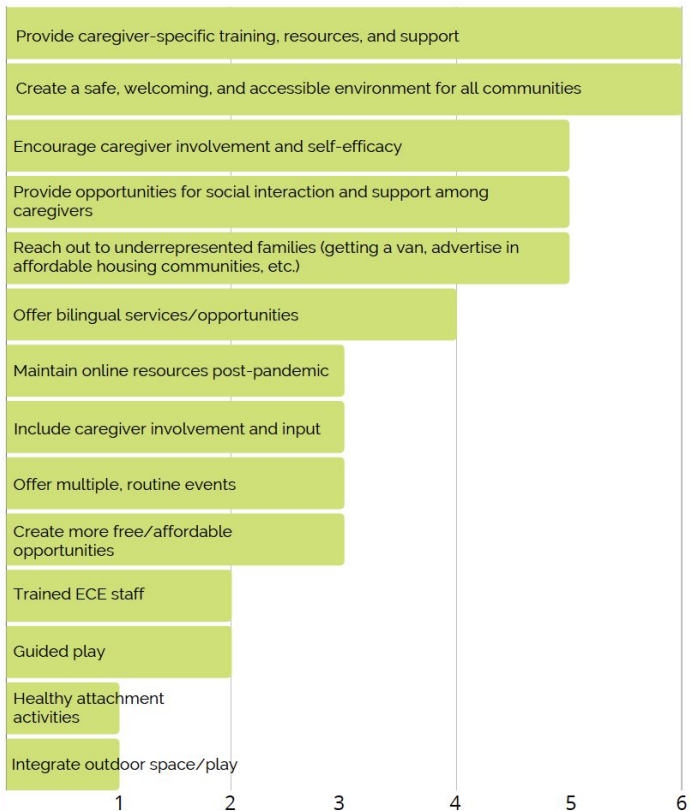 Provide caregiver-specific training, resources, and support
Create a safe, welcoming, and accessible environment for all communities
Encourage caregiver involvement and self-efficacy
Provide opportunities for social interaction and support among
caregivers
Reach out to underrepresented families (getting a van, advertise in
affordable housing communities, etc.)
Offer bilingual services/opportunities
Maintain online resources post-pandemic
Include caregiver involvement and input
Offer multiple, routine events
Create more free/affordable
opportunities
Trained ECE staff
Guided play
Healthy attachment
activities
Integrate outdoor space/play
1 2 3 4 5 6